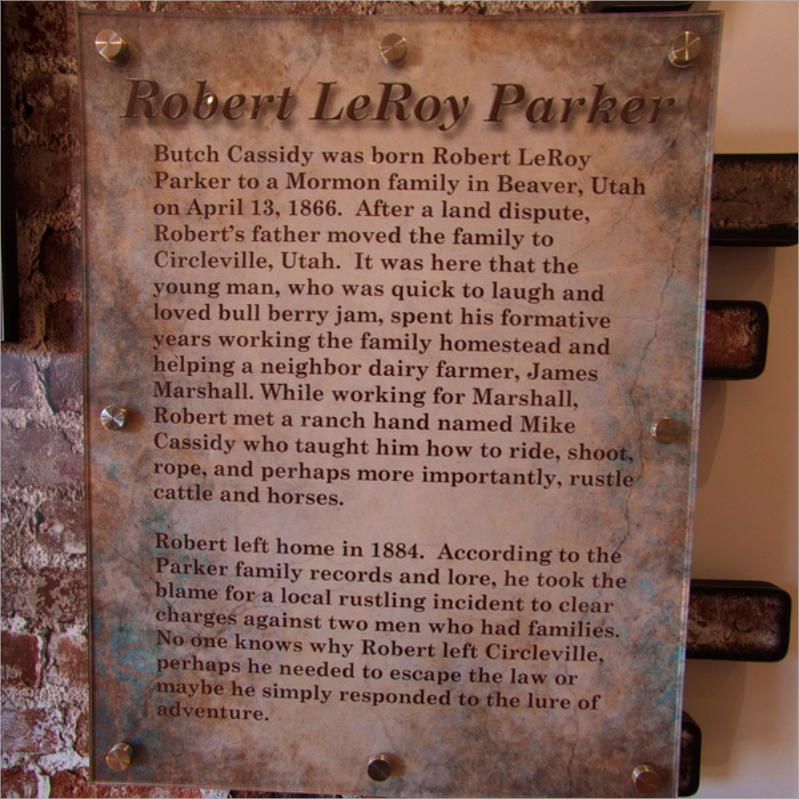 Robert LeRoy Parker
Butch Cassidy was born Robert LeRoy
Parker to a Mormon family in Beaver, Utah
on April 13, 1866. After a land dispute,
Robert's father moved the family to
Circleville, Utah. It was here that the
young man, who was quick to laugh and
loved bull berry jam, spent his formative
years working the family homestead and
helping a neighbor dairy farmer, James
Marshall. While working for Marshall,
Robert met a ranch hand named Mike
Cassidy who taught him how to ride, shoot,
rope, and perhaps more importantly, rustle
cattle and horses.
Robert left home in 1884. According to the
Parker family records and lore, he took the
blame for a local rustling incident to clear
charges against two men who had families.
No one knows why Robert left Circleville,
perhaps he needed to escape the law or
maybe he simply responded to the lure of
adventure.